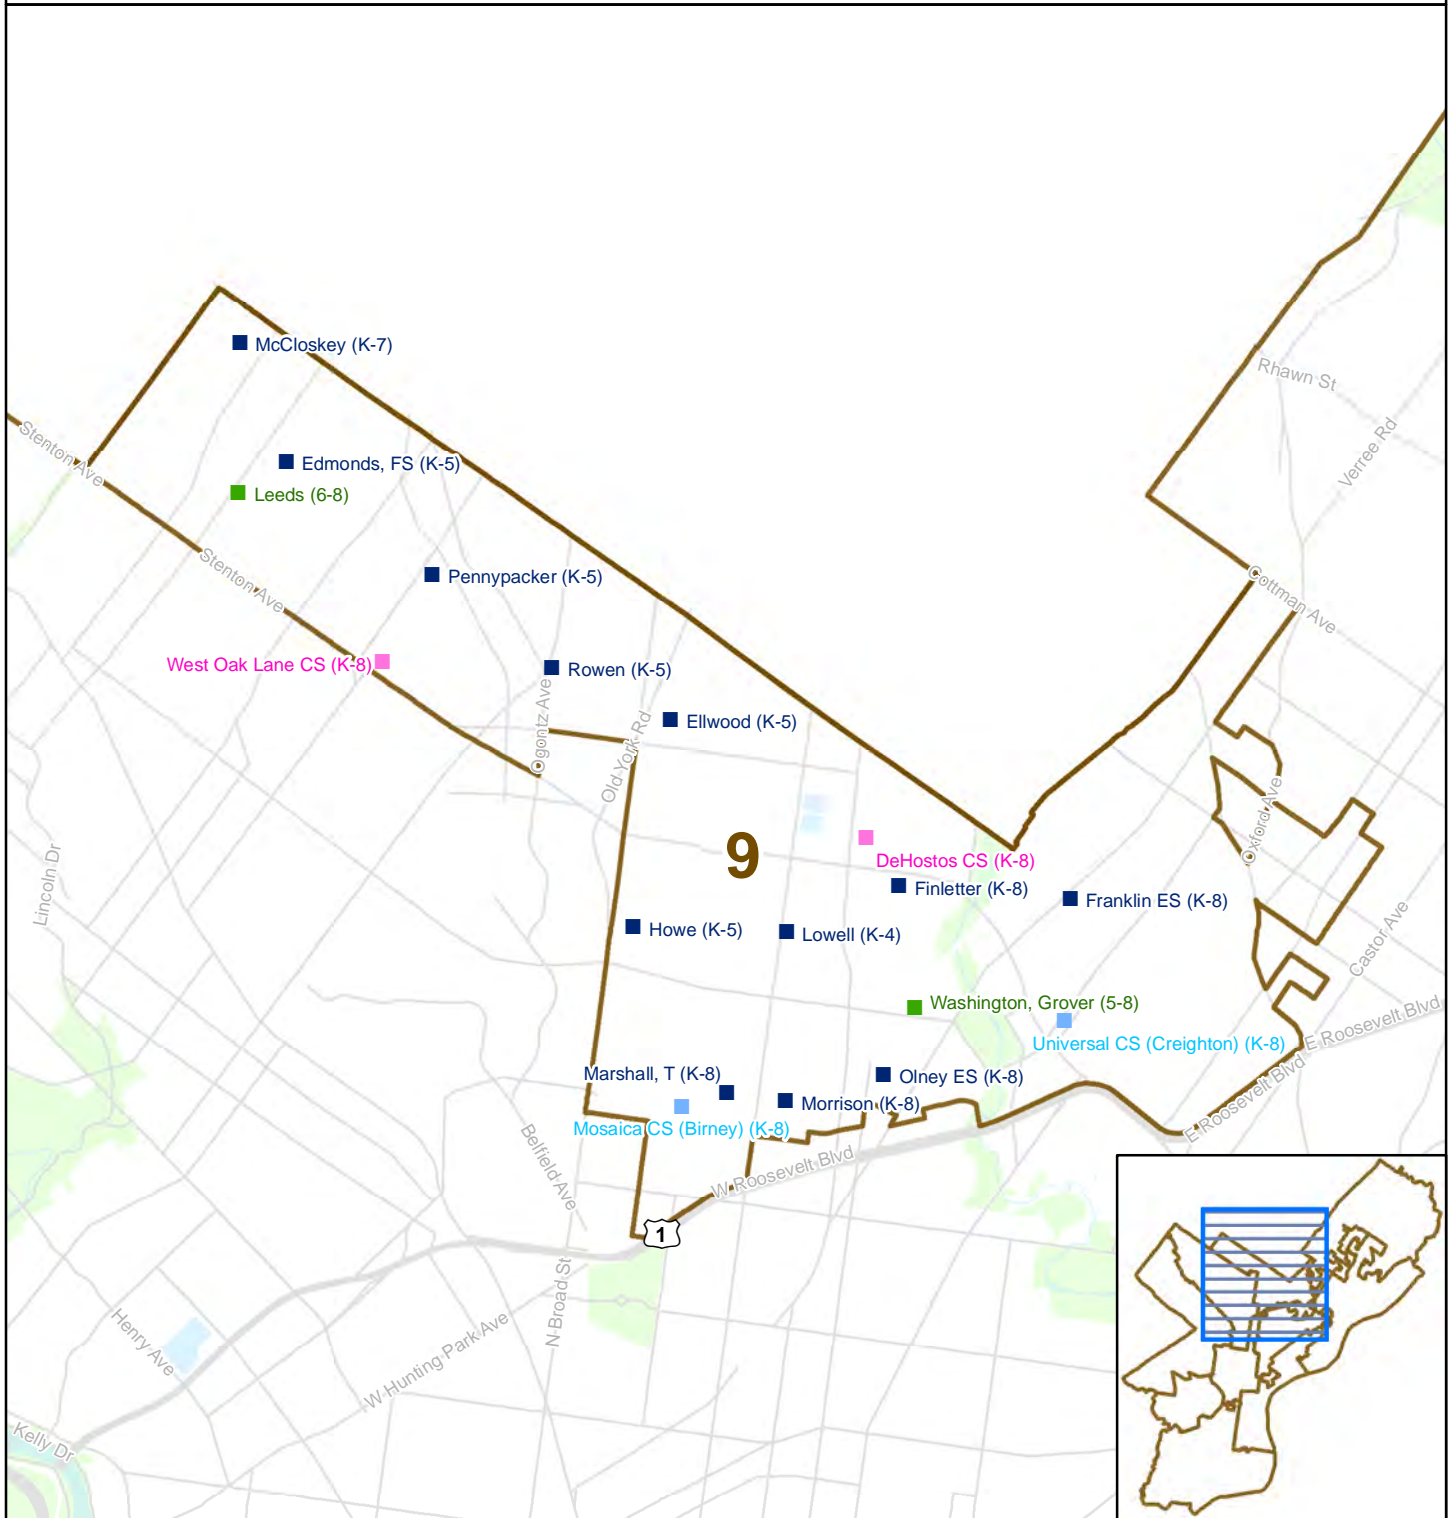 McCloskey (K-7)
Rhawn St
Stenton Ave
Verree Rd
Edmonds, FS (K-5)
Leeds (6-8)
Stenton Ave
Pennypacker (K-5)
Cottman Ave
West Oak Lane CS (K-8)
Rowen (K-5)
Ogontz Ave
Old York Rd
Ellwood (K-5)
Oxford Ave
9
DeHostos CS (K-8)
Finletter (K-8)
Franklin ES (K-8)
Lincoln Dr
Howe (K-5)
Lowell (K-4)
Castor Ave
Washington, Grover (5-8)
Universal CS (Creighton) (K-8)
E Roosevelt Blvd
Marshall, T (K-8)
Olney ES (K-8)
Morrison (K-8)
E Roosevelt Blvd
Mosaica CS (Birney) (K-8)
Belfield Ave
W Roosevelt Blvd
1
N Broad St
Henry Ave
W Hunting Park Ave
Kelly Dr